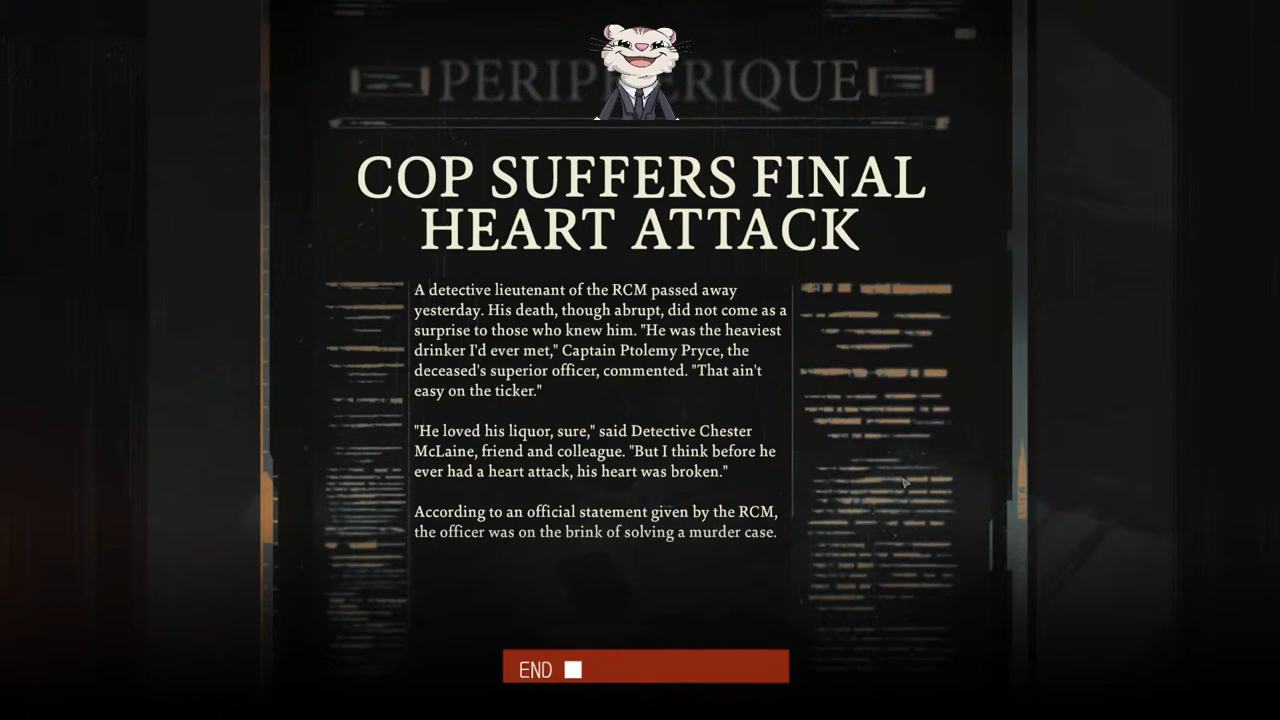 PERIPHERIQUE
COP SUFFERS FINAL
HEART ATTACK
A detective lieutenant of the RCM passed away
yesterday. His death, though abrupt, did not come as a
surprise to those who knew him. "He was the heaviest
drinker I'd ever met," Captain Ptolemy Pryce, the
deceased's superior officer, commented. "That ain't
easy on the ticker."
"He loved his liquor, sure," said Detective Chester
McLaine, friend and colleague. "But I think before he
ever had a heart attack, his heart was broken."
According to an official statement given by the RCM,
the officer was on the brink of solving a murder case.
END